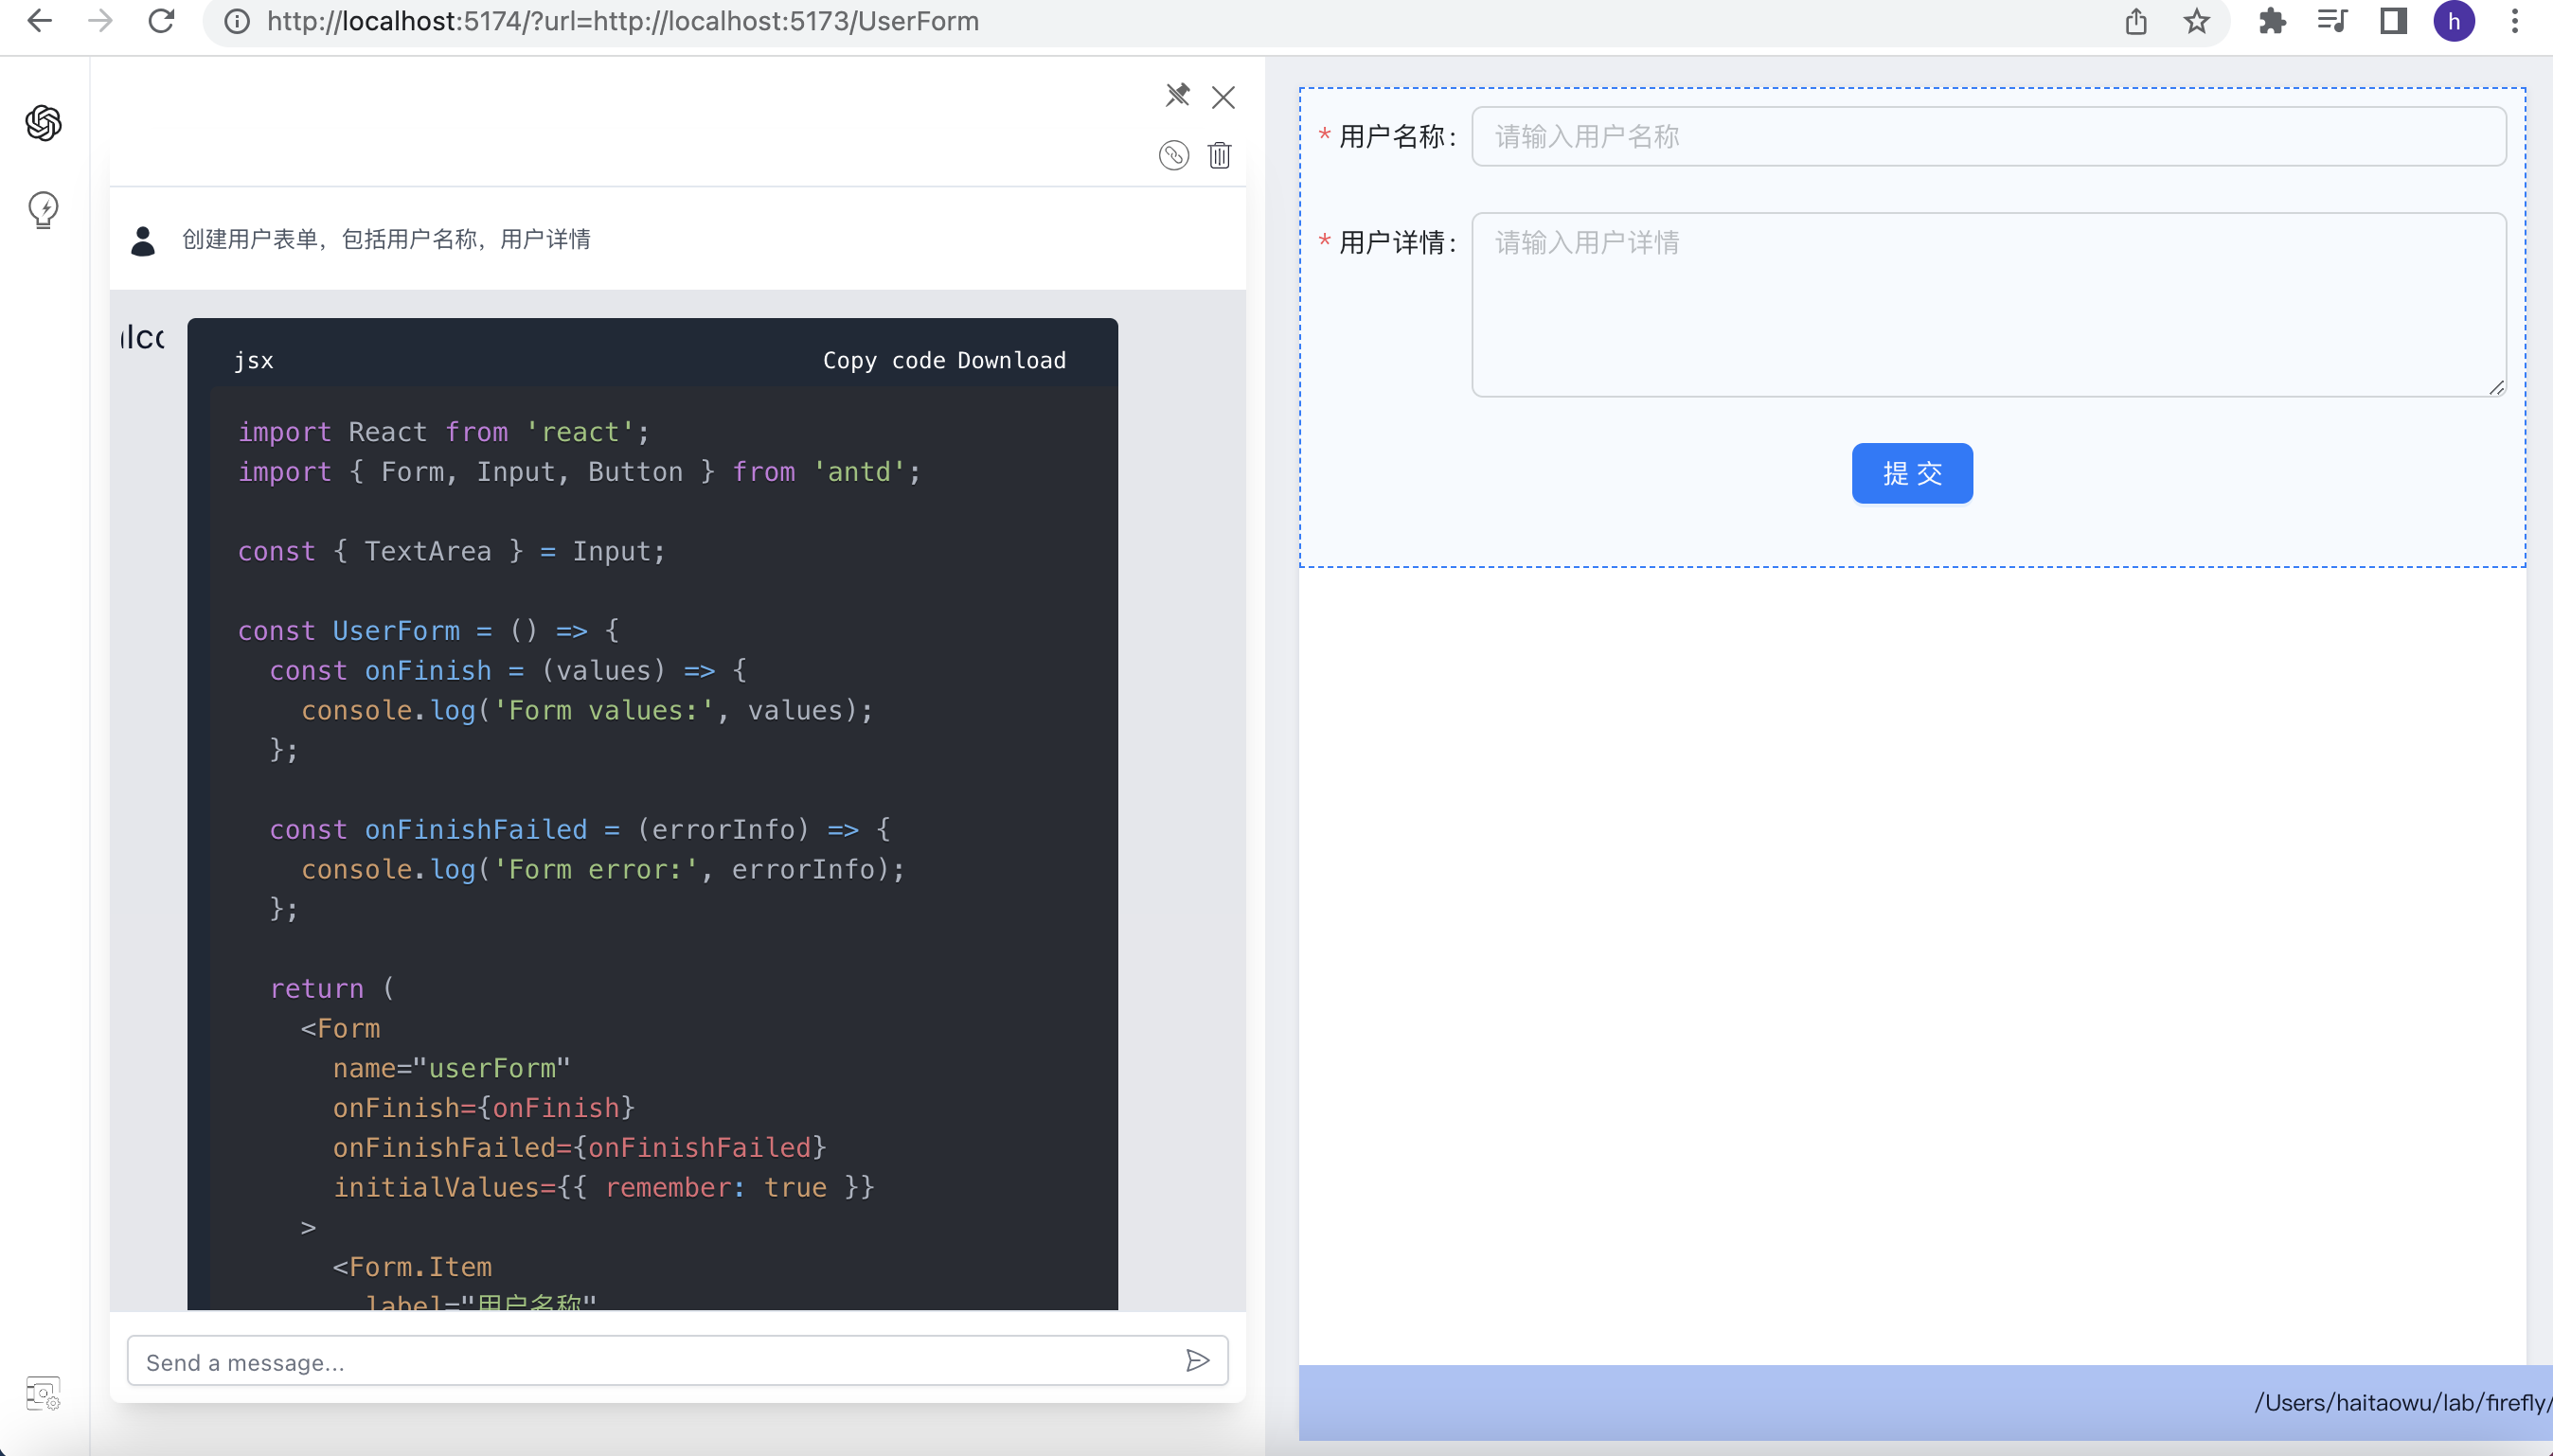 http://localhost:5174/?url=http://localhost:5173/UserForm
h
创建用户表单，包括用户名称，用户详情
jsx
Copy code Download
import React from 'react';
import { Form, Input, Button } from 'antd';
const { TextArea } = Input;
const UserForm = () => {
const onFinish = (values) => {
console.log('Form values:', values);
};
const onFinishFailed = (errorInfo) => {
console.log('Form error:', errorInfo);
};
return (
<Form
name="userForm"
onFinish={onFinish}
onFinishFailed={onFinishFailed}
initialValues={{ remember: true }}
>
<Form.Item
label="用户名称"
Send a message...
* 用户名称:
请输入用户名称
* 用户详情:
请输入用户详情
提 交
/Users/haitaowu/lab/firefly/